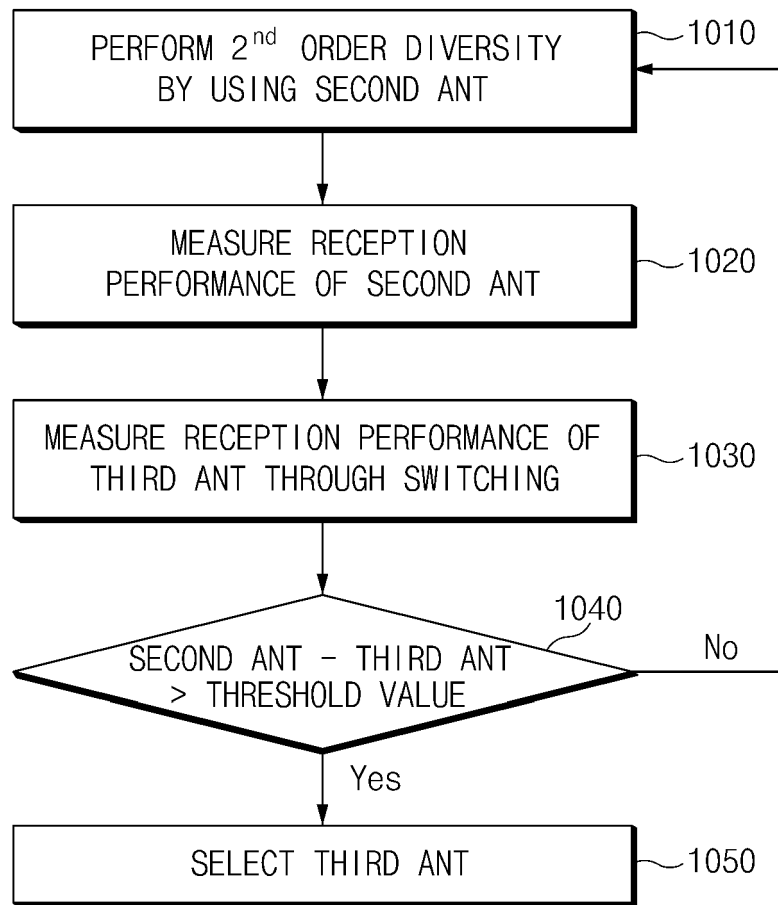 PERFORM 2nd ORDER DIVERSITY
BY USING SECOND ANT
1010
MEASURE RECEPTION
PERFORMANCE OF SECOND ANT
1020
MEASURE RECEPTION PERFORMANCE OF
THIRD ANT THROUGH SWITCHING
1030
1040
SECOND ANT - THIRD ANT
> THRESHOLD VALUE
No
Yes
SELECT THIRD ANT
1050